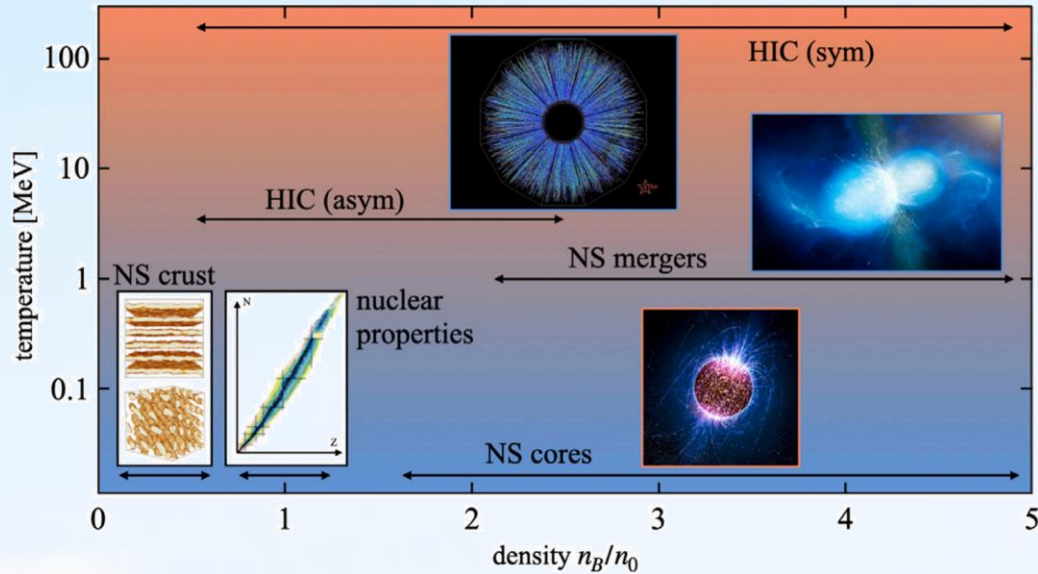 100
10
1
0.1
temperature [MeV]
HIC (sym)
HIC (asym)
NS mergers
NS crust
N
Z
nuclear
properties
NS cores
0
1
2
3
4
5
density n_B/n_0